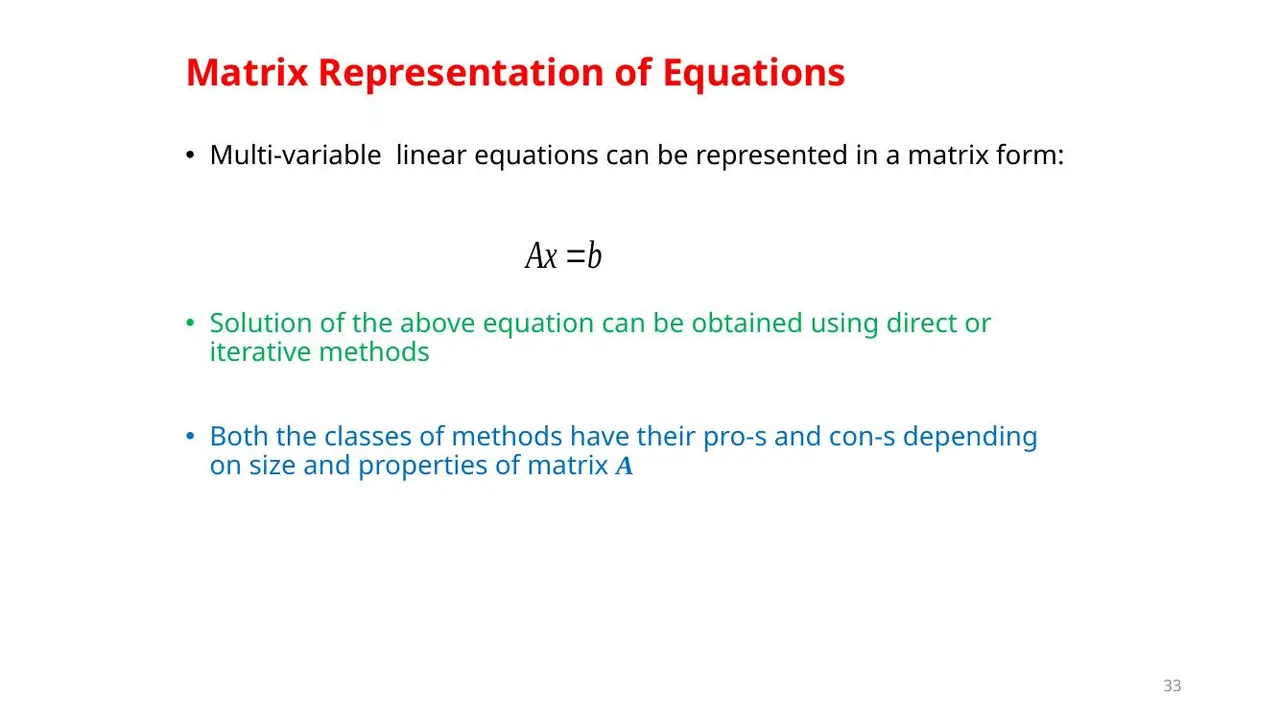 Matrix Representation of Equations
• Multi-variable  linear equations can be represented in a matrix form:
Ax =b
• Solution of the above equation can be obtained using direct or
iterative methods
• Both the classes of methods have their pro-s and con-s depending
on size and properties of matrix A
33